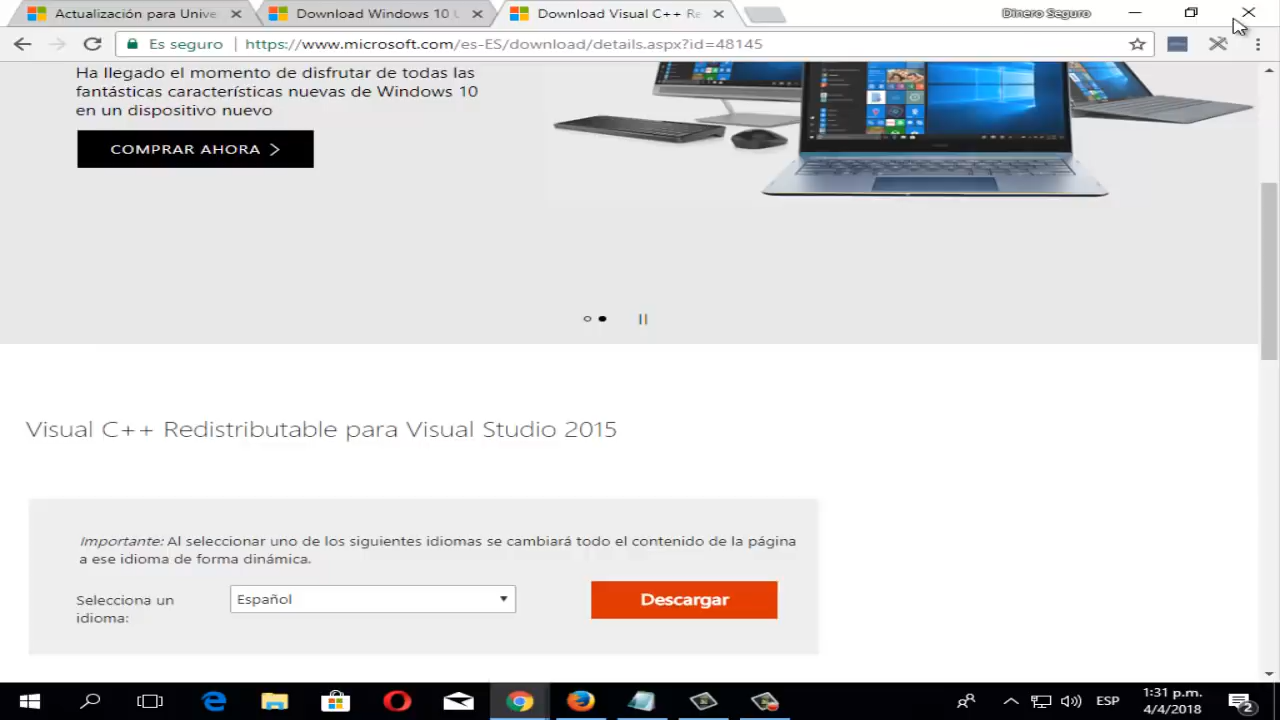 Actualización para Unive
Download Windows 10 U
Download Visual C++ Re
Dinero Seguro
Es seguro
https://www.microsoft.com/es-ES/download/details.aspx?id=48145
Ha llegado el momento de disfrutar de todas las
fantásticas características nuevas de Windows 10
en un dispositivo nuevo
COMPRAR AHORA
Visual C++ Redistributable para Visual Studio 2015
Importante: Al seleccionar uno de los siguientes idiomas se cambiará todo el contenido de la página
a ese idioma de forma dinámica.
Selecciona un
idioma:
Español
Descargar
ESP
1:31 p.m.
4/4/2018
2